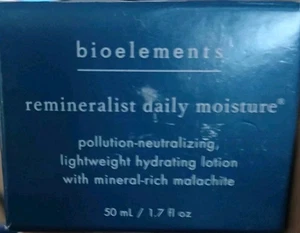 bioelements
remineralist daily moisture®
pollution-neutralizing,
lightweight hydrating lotion
with mineral-rich malachite
50 mL / 1.7 fl oz